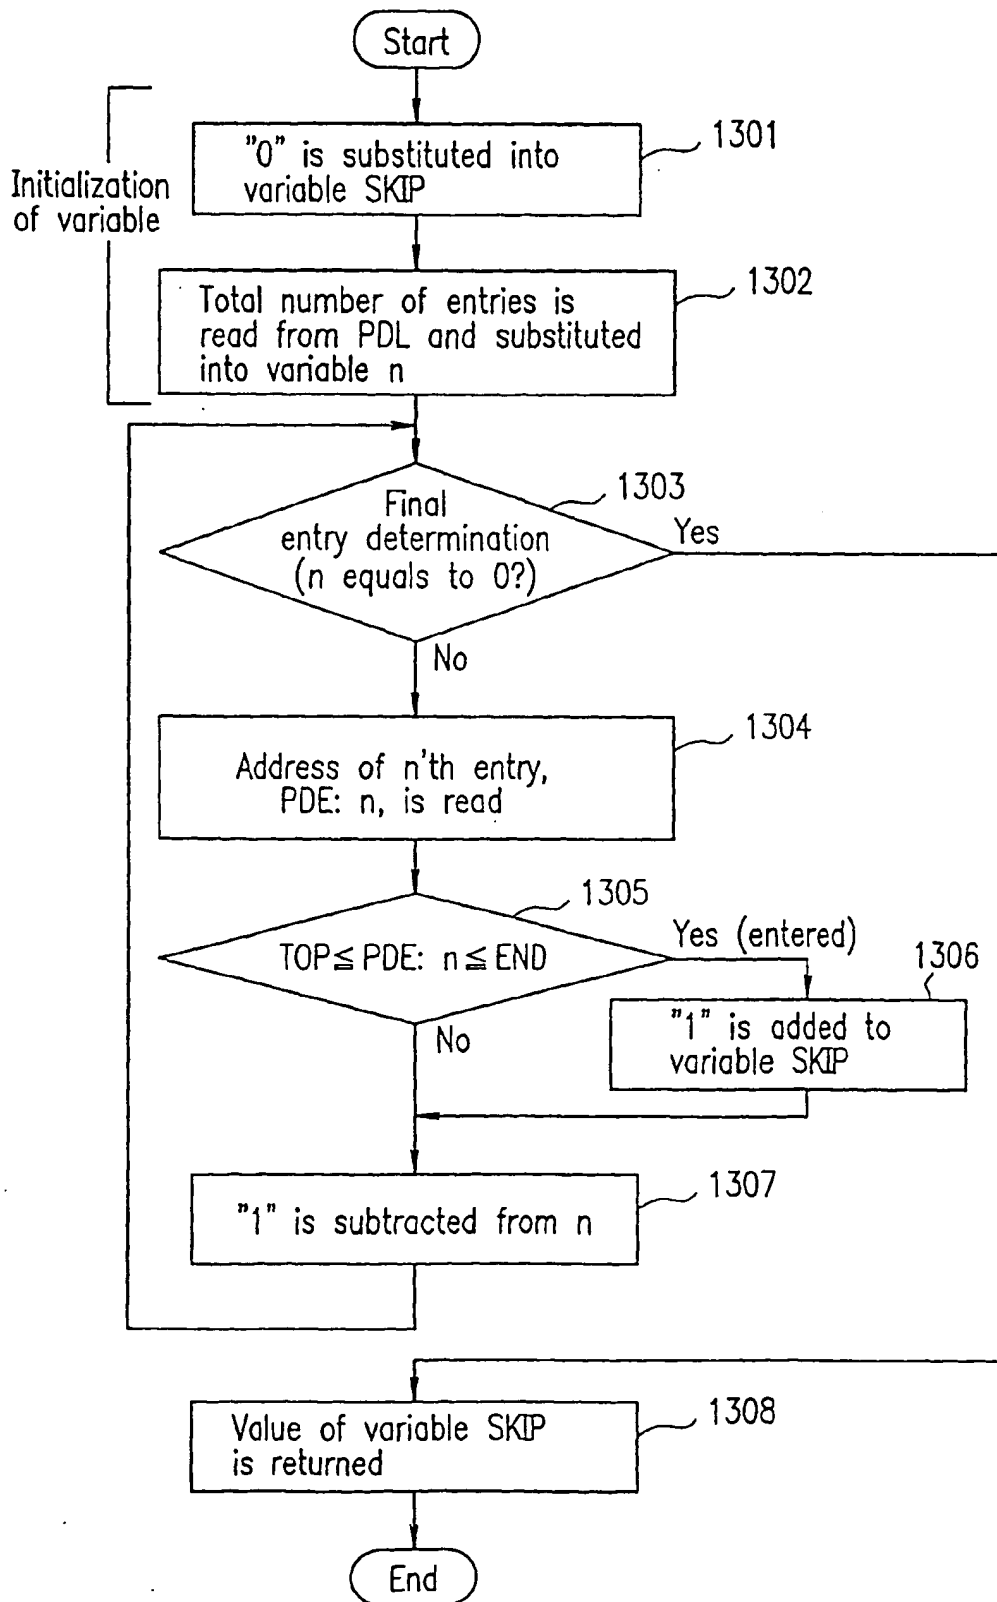 Start
Initialization
of variable
"0" is substituted into
variable SKIP
1301
Total number of entries is
read from PDL and substituted
into variable n
1302
Final
entry determination
(n equals to 0?)
1303
Yes
No
Address of n'th entry,
PDE: n, is read
1304
TOP≦PDE: n≦END
1305
Yes (entered)
No
"1" is added to
variable SKIP
1306
"1" is subtracted from n
1307
Value of variable SKIP
is returned
1308
End